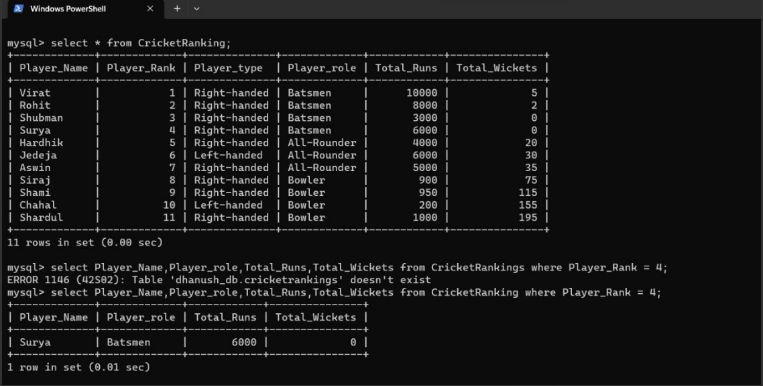 Windows PowerShell
mysql> select * from CricketRanking;
+-------------+-------------+--------------+--------------+------------+---------------+
| Player_Name | Player_Rank | Player_type  | Player_role | Total_Runs | Total_Wickets |
+-------------+-------------+--------------+--------------+------------+---------------+
| Virat       |           1 | Right-handed | Batsmen     |      10000 |             5 |
| Rohit       |           2 | Right-handed | Batsmen     |       8000 |             2 |
| Shubman     |           3 | Right-handed | Batsmen     |       3000 |             0 |
| Surya       |           4 | Right-handed | Batsmen     |       6000 |             0 |
| Hardhik     |           5 | Right-handed | All-Rounder |       4000 |            20 |
| Jedeja      |           6 | Left-handed  | All-Rounder |       6000 |            30 |
| Aswin       |           7 | Right-handed | All-Rounder |       5000 |            35 |
| Siraj       |           8 | Right-handed | Bowler      |        900 |            75 |
| Shami       |           9 | Right-handed | Bowler      |        950 |           115 |
| Chahal      |          10 | Left-handed  | Bowler      |        200 |           155 |
| Shardul     |          11 | Right-handed | Bowler      |       1000 |           195 |
+-------------+-------------+--------------+--------------+------------+---------------+
11 rows in set (0.00 sec)
mysql> select Player_Name,Player_role,Total_Runs,Total_Wickets from CricketRankings where Player_Rank = 4;
ERROR 1146 (42S02): Table 'dhanush_db.cricketrankings' doesn't exist
mysql> select Player_Name,Player_role,Total_Runs,Total_Wickets from CricketRanking where Player_Rank = 4;
+-------------+-------------+------------+---------------+
| Player_Name | Player_role | Total_Runs | Total_Wickets |
+-------------+-------------+------------+---------------+
| Surya       | Batsmen     |       6000 |             0 |
+-------------+-------------+------------+---------------+
1 row in set (0.01 sec)